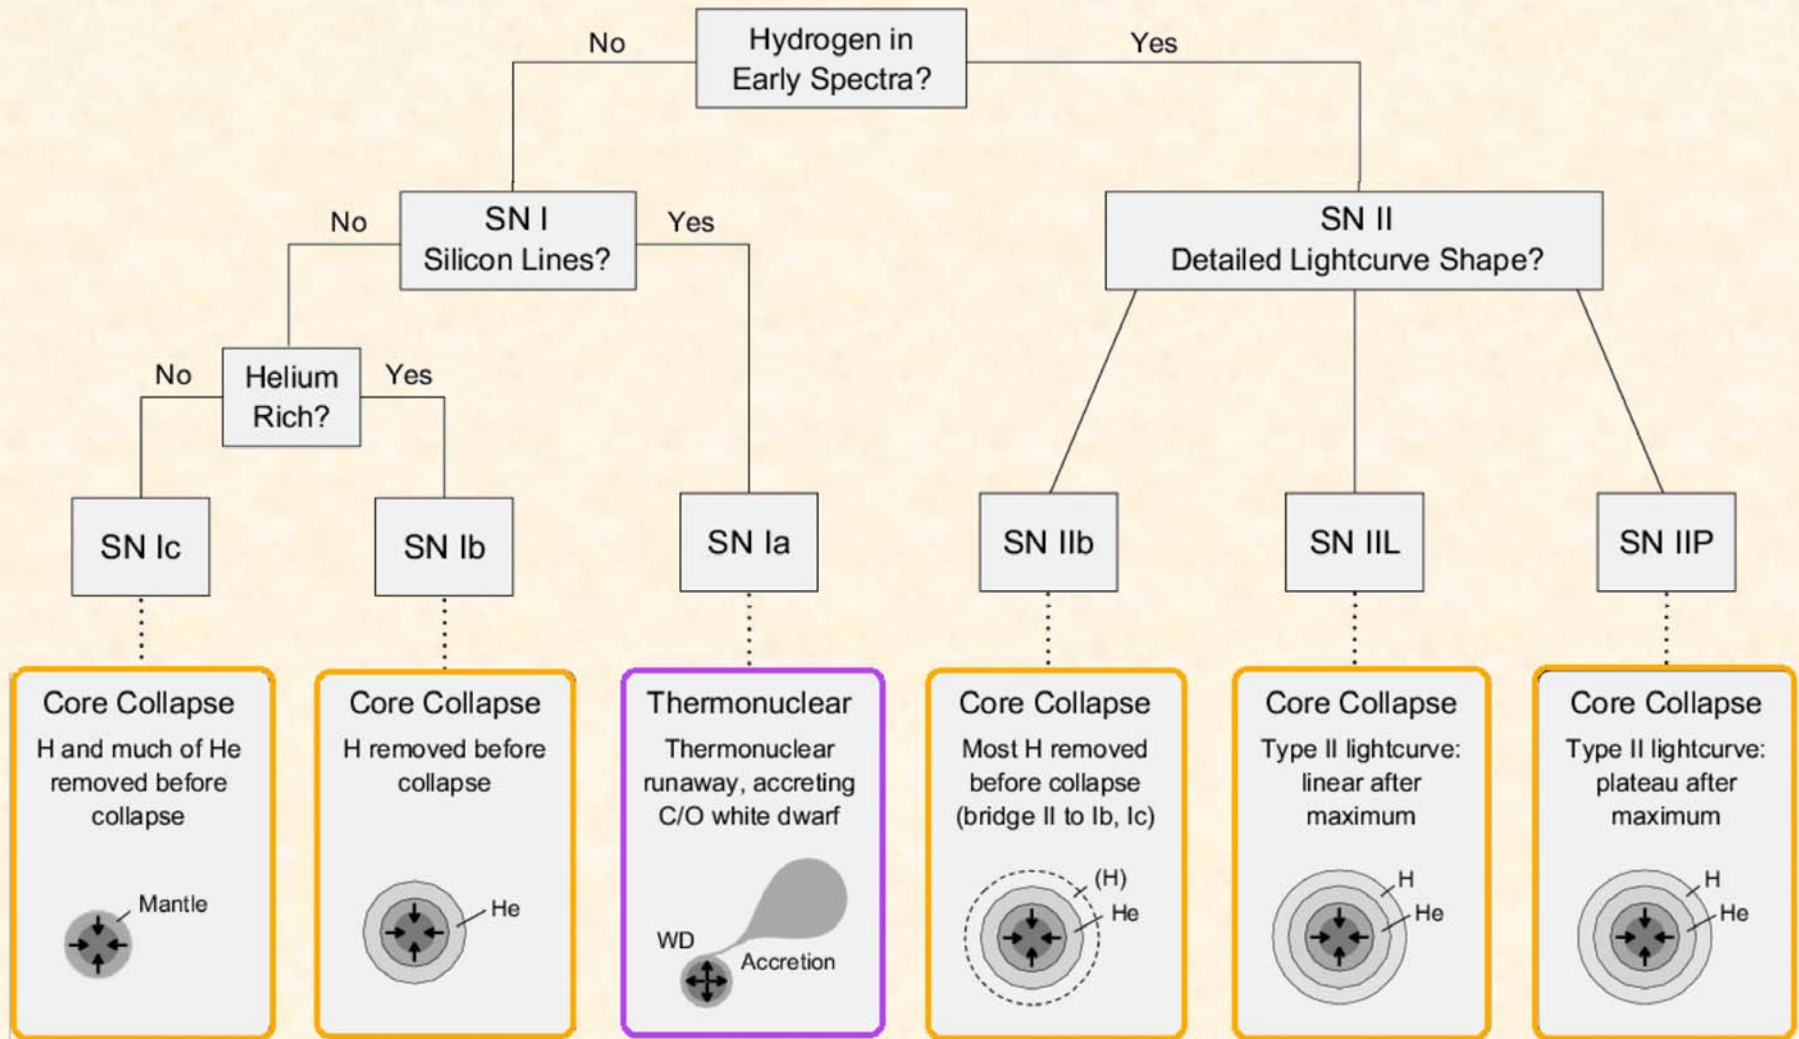 Hydrogen in
Early Spectra?
No
Yes
SN I
Silicon Lines?
No
Yes
SN II
Detailed Lightcurve Shape?
Helium
Rich?
No
Yes
SN Ic
SN Ib
SN Ia
SN IIb
SN IIL
SN IIP
Core Collapse
H and much of He
removed before
collapse
Mantle
Core Collapse
H removed before
collapse
He
Thermonuclear
Thermonuclear
runaway, accreting
C/O white dwarf
WD
Accretion
Core Collapse
Most H removed
before collapse
(bridge II to Ib, Ic)
(H)
He
Core Collapse
Type II lightcurve:
linear after
maximum
H
He
Core Collapse
Type II lightcurve:
plateau after
maximum
H
He